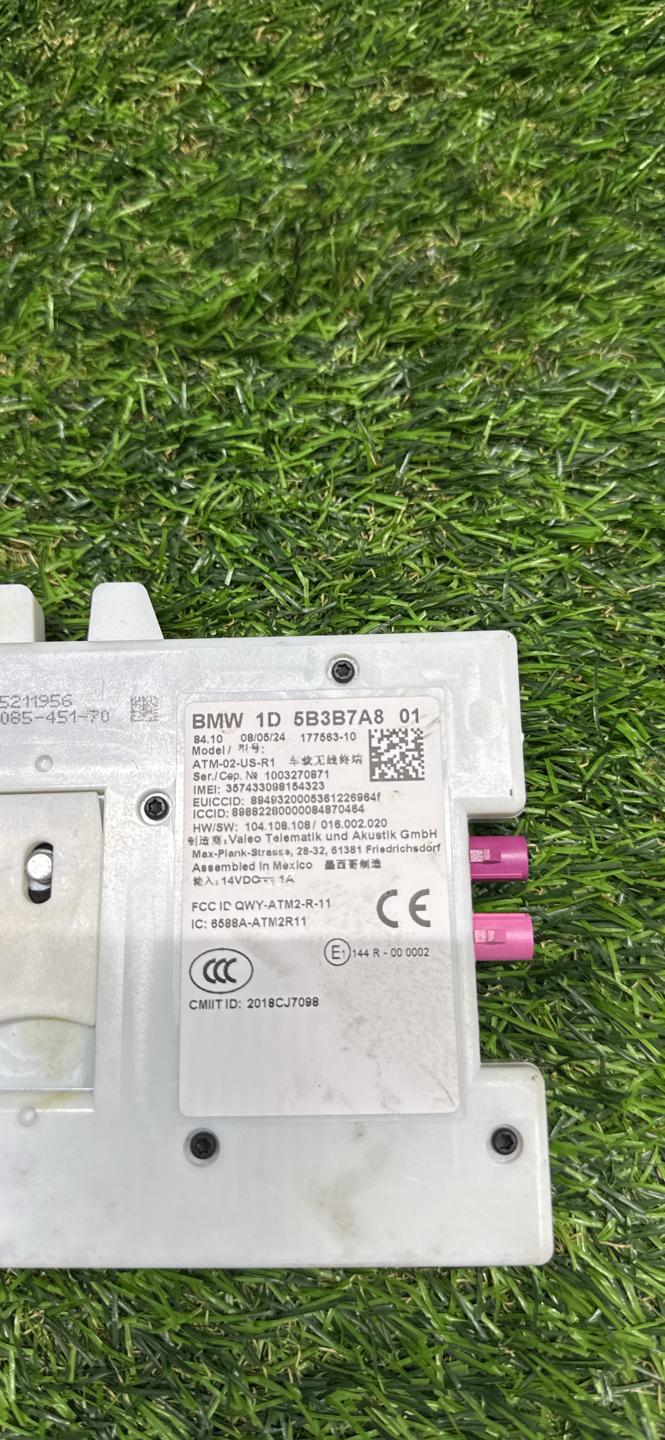 5211956
085-451-70
BMW 1D 5B3B7A8 01
84.10 08/05/24 177563-10
Model / 型号:
ATM-02-US-R1 车载无线终端
Ser./Сер. № 1003270871
IMEI: 357433098154323
EUICCID: 89493200053612269​64f
ICCID: 89882280000084870464
HW/SW: 104.108.108/ 016.002.020
制造商: Valeo Telematik und Akustik GmbH
Max-Plank-Strasse, 28-32, 61381 Friedrichsdorf
Assembled in Mexico 墨西哥制造
输入: 14VDC⎓ 1A
FCC ID QWY-ATM2-R-11
IC: 6588A-ATM2R11
CE
E1 144 R - 00 0002
CCC
CMIIT ID: 2018CJ7098